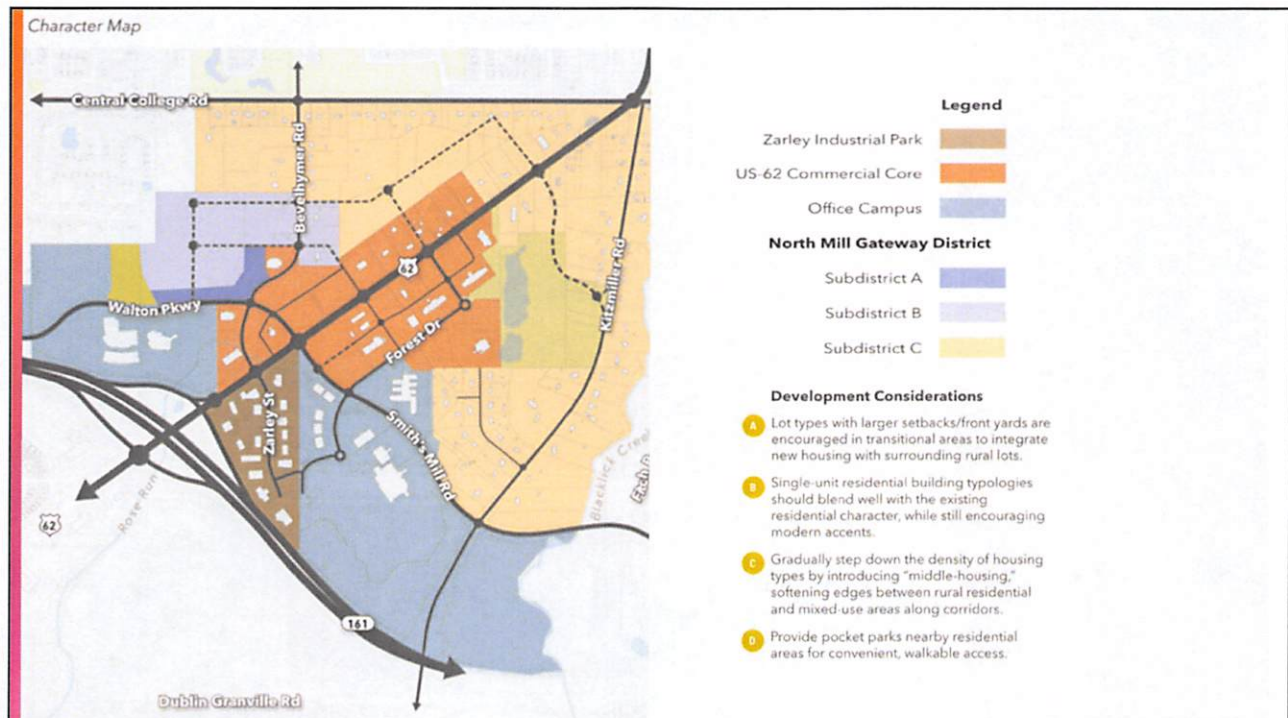 Character Map
Central College Rd
Bevelhymer Rd
62
Walton Pkwy
Forest Dr
Kitzmiller Rd
Zarley St
Smith's Mill Rd
Blacklick Creek
Rose Run
62
161
Dublin Granville Rd
Legend
Zarley Industrial Park
US-62 Commercial Core
Office Campus
North Mill Gateway District
Subdistrict A
Subdistrict B
Subdistrict C
Development Considerations
A Lot types with larger setbacks/front yards are
encouraged in transitional areas to integrate
new housing with surrounding rural lots.
B Single-unit residential building typologies
should blend well with the existing
residential character, while still encouraging
modern accents.
C Gradually step down the density of housing
types by introducing "middle-housing,"
softening edges between rural residential
and mixed-use areas along corridors.
D Provide pocket parks nearby residential
areas for convenient, walkable access.